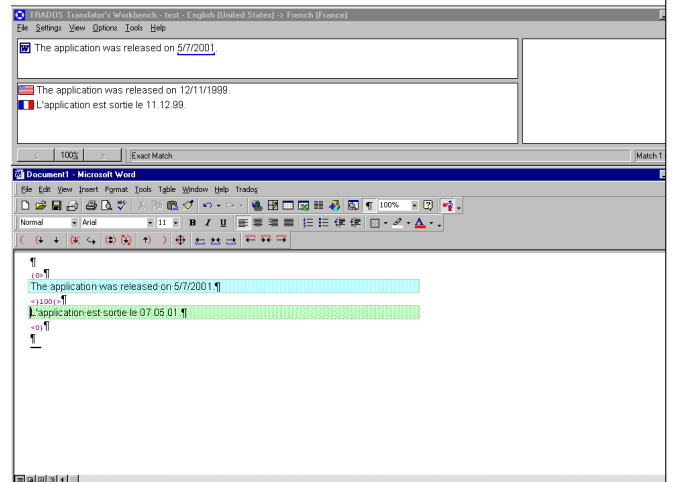 TRADOS Translator's Workbench - test - English (United States) -> French (France)
File Settings View Options Tools Help
The application was released on 5/7/2001.
The application was released on 12/11/1999.
L'application est sortie le 11.12.99.
< 100% > Exact Match Match 1
Document1 - Microsoft Word
File Edit View Insert Format Tools Table Window Help Trados
Normal Arial 11 B I U 100%
¶
{0>¶
The·application·was·released·on·5/7/2001.¶
<}100{>¶
L'application·est·sortie·le·07.05.01.¶
<0}¶
¶